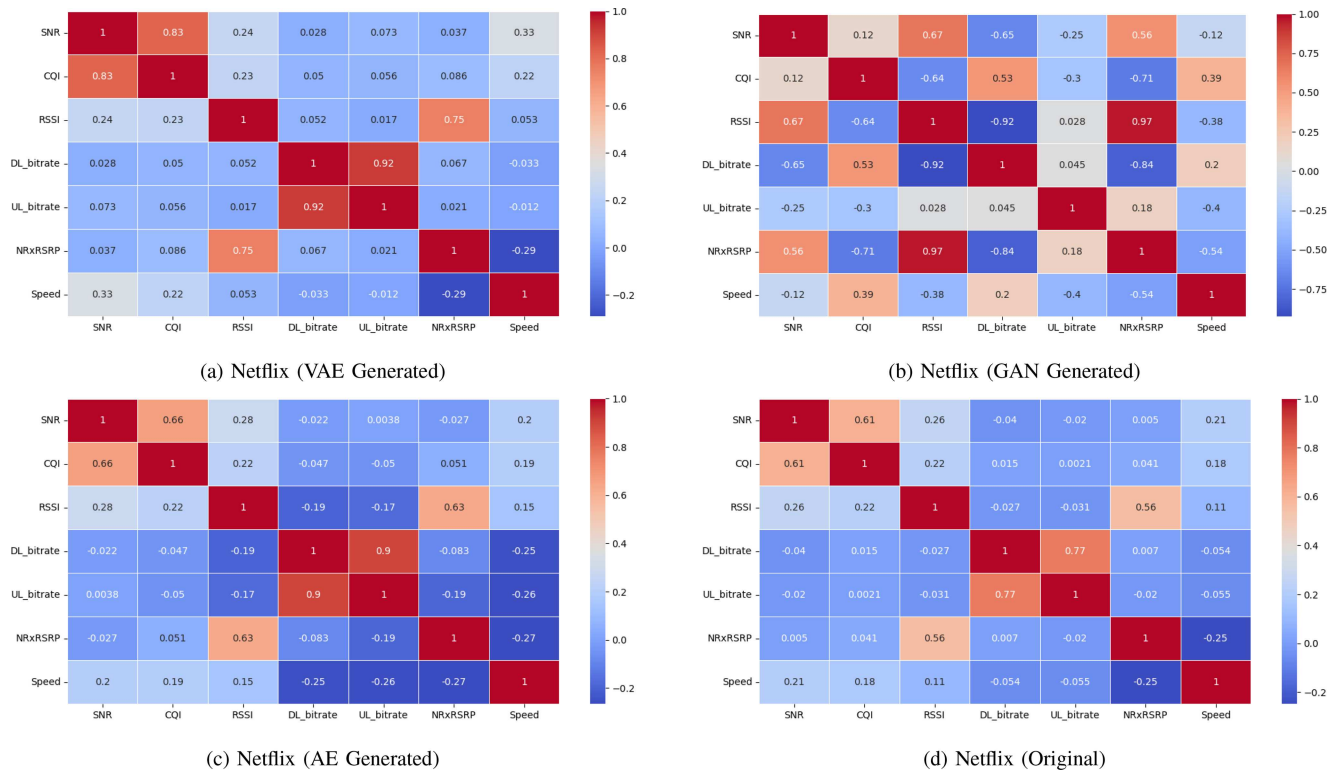 SNR 1 0.83 0.24 0.028 0.073 0.037 0.33
CQI 0.83 1 0.23 0.05 0.056 0.086 0.22
RSSI 0.24 0.23 1 0.052 0.017 0.75 0.053
DL_bitrate 0.028 0.05 0.052 1 0.92 0.067 -0.033
UL_bitrate 0.073 0.056 0.017 0.92 1 0.021 -0.012
NRxRSRP 0.037 0.086 0.75 0.067 0.021 1 -0.29
Speed 0.33 0.22 0.053 -0.033 -0.012 -0.29 1
SNR CQI RSSI DL_bitrate UL_bitrate NRxRSRP Speed
1.0
0.8
0.6
0.4
0.2
0.0
−0.2
(a) Netflix (VAE Generated)
SNR 1 0.12 0.67 -0.65 -0.25 0.56 -0.12
CQI 0.12 1 -0.64 0.53 -0.3 -0.71 0.39
RSSI 0.67 -0.64 1 -0.92 0.028 0.97 -0.38
DL_bitrate -0.65 0.53 -0.92 1 0.045 -0.84 0.2
UL_bitrate -0.25 -0.3 0.028 0.045 1 0.18 -0.4
NRxRSRP 0.56 -0.71 0.97 -0.84 0.18 1 -0.54
Speed -0.12 0.39 -0.38 0.2 -0.4 -0.54 1
SNR CQI RSSI DL_bitrate UL_bitrate NRxRSRP Speed
1.00
0.75
0.50
0.25
0.00
−0.25
−0.50
−0.75
(b) Netflix (GAN Generated)
SNR 1 0.66 0.28 -0.022 0.0038 -0.027 0.2
CQI 0.66 1 0.22 -0.047 -0.05 0.051 0.19
RSSI 0.28 0.22 1 -0.19 -0.17 0.63 0.15
DL_bitrate -0.022 -0.047 -0.19 1 0.9 -0.083 -0.25
UL_bitrate 0.0038 -0.05 -0.17 0.9 1 -0.19 -0.26
NRxRSRP -0.027 0.051 0.63 -0.083 -0.19 1 -0.27
Speed 0.2 0.19 0.15 -0.25 -0.26 -0.27 1
SNR CQI RSSI DL_bitrate UL_bitrate NRxRSRP Speed
1.0
0.8
0.6
0.4
0.2
0.0
−0.2
(c) Netflix (AE Generated)
SNR 1 0.61 0.26 -0.04 -0.02 0.005 0.21
CQI 0.61 1 0.22 0.015 0.0021 0.041 0.18
RSSI 0.26 0.22 1 -0.027 -0.031 0.56 0.11
DL_bitrate -0.04 0.015 -0.027 1 0.77 0.007 -0.054
UL_bitrate -0.02 0.0021 -0.031 0.77 1 -0.02 -0.055
NRxRSRP 0.005 0.041 0.56 0.007 -0.02 1 -0.25
Speed 0.21 0.18 0.11 -0.054 -0.055 -0.25 1
SNR CQI RSSI DL_bitrate UL_bitrate NRxRSRP Speed
1.0
0.8
0.6
0.4
0.2
0.0
−0.2
(d) Netflix (Original)